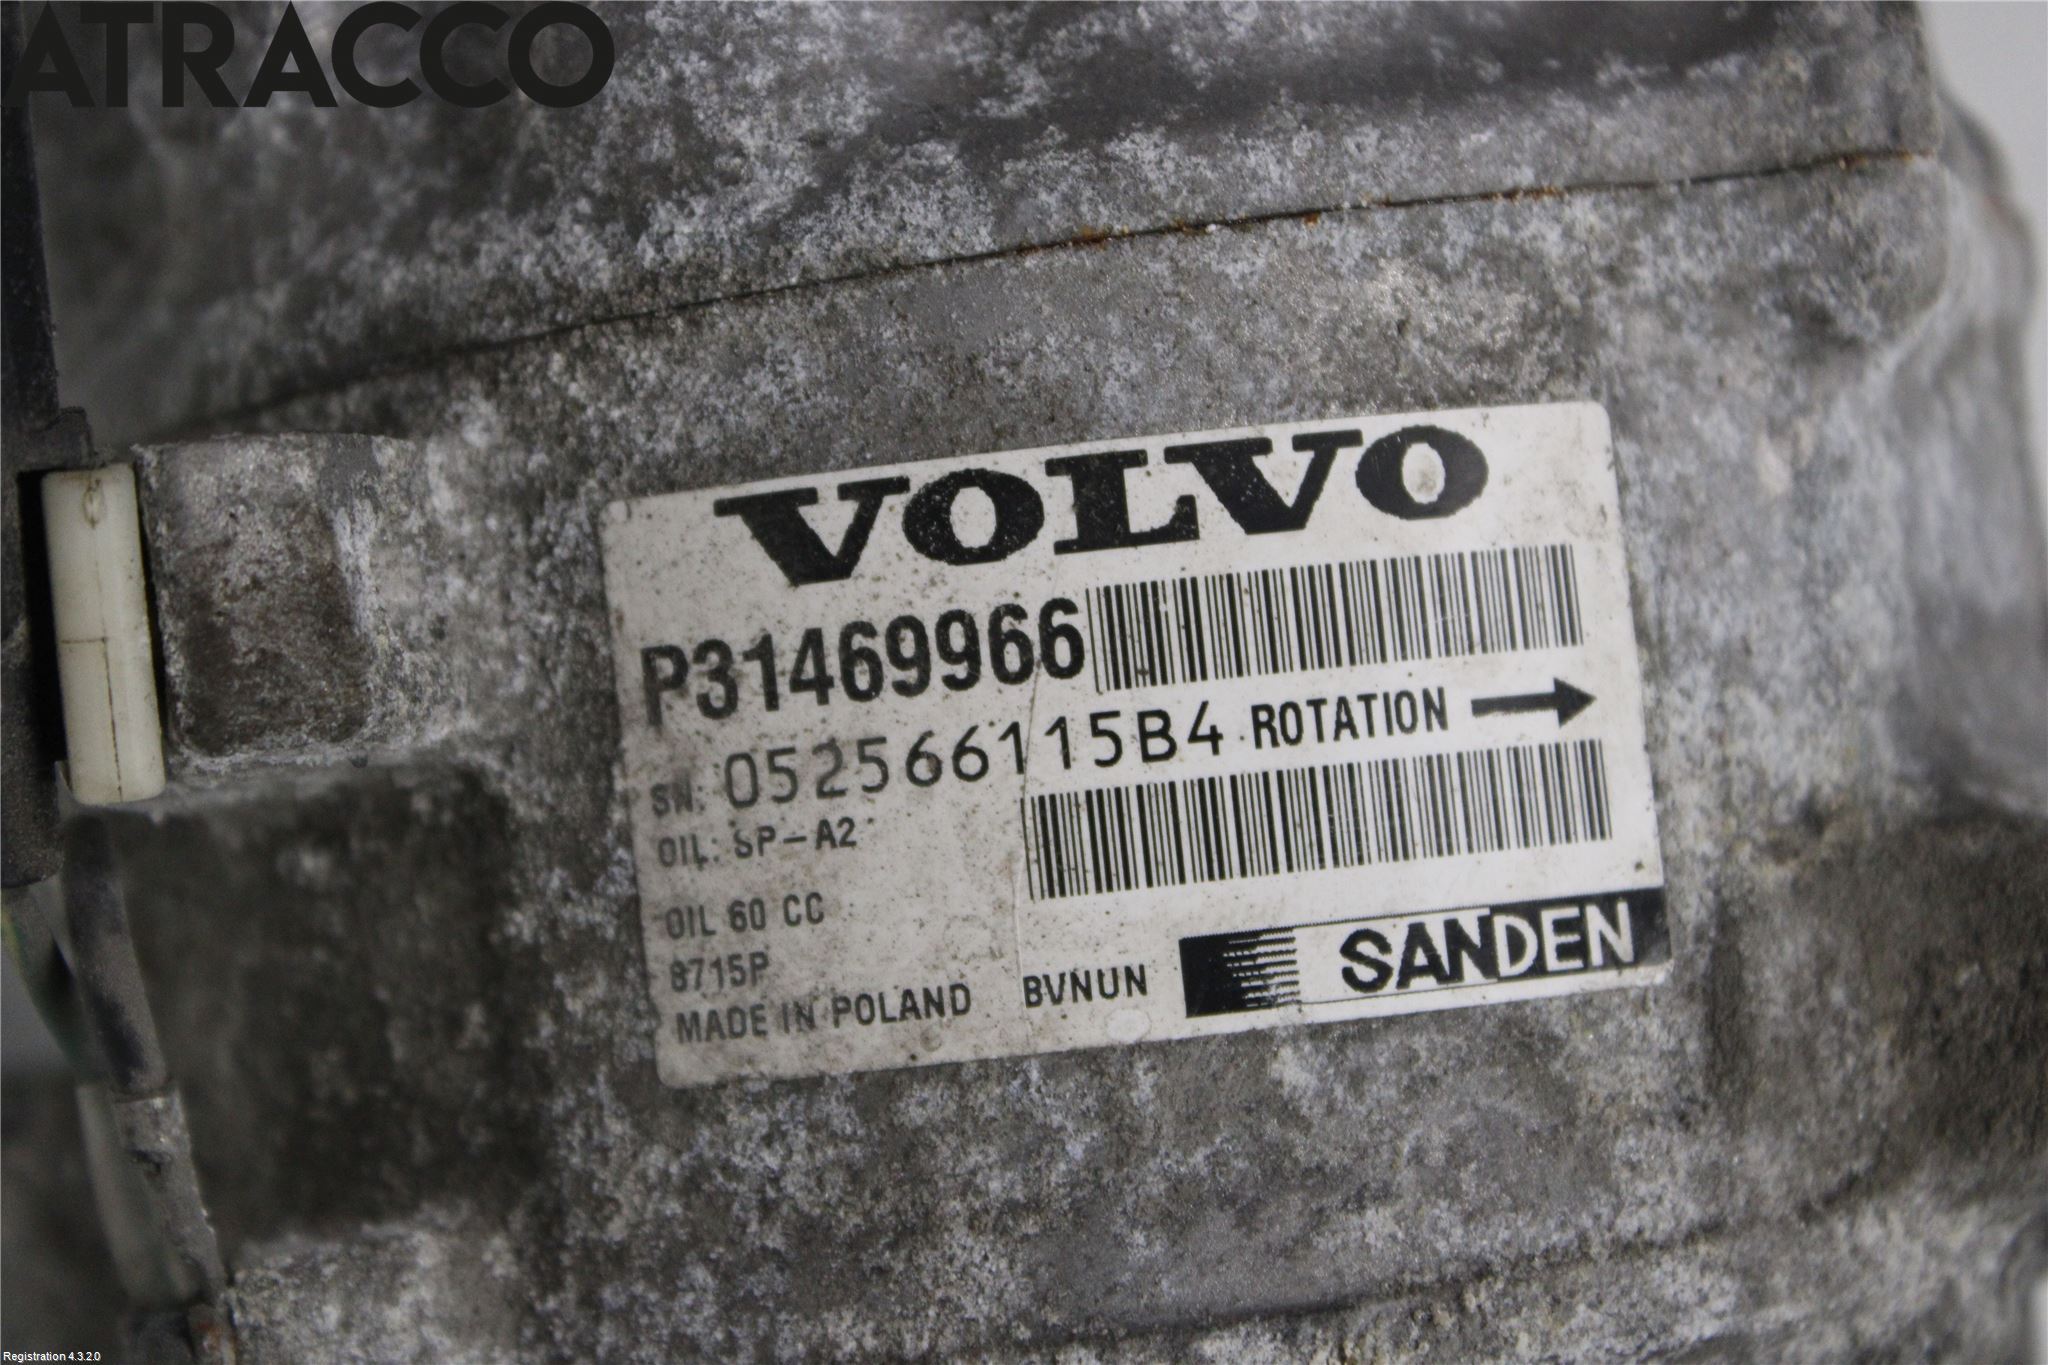 ATRACCO
VOLVO
P31469966
SN: 052566115B4 ROTATION
OIL: SP-A2
OIL 60 CC
8715P
MADE IN POLAND BVNUN SANDEN
Registration 4.3.2.0